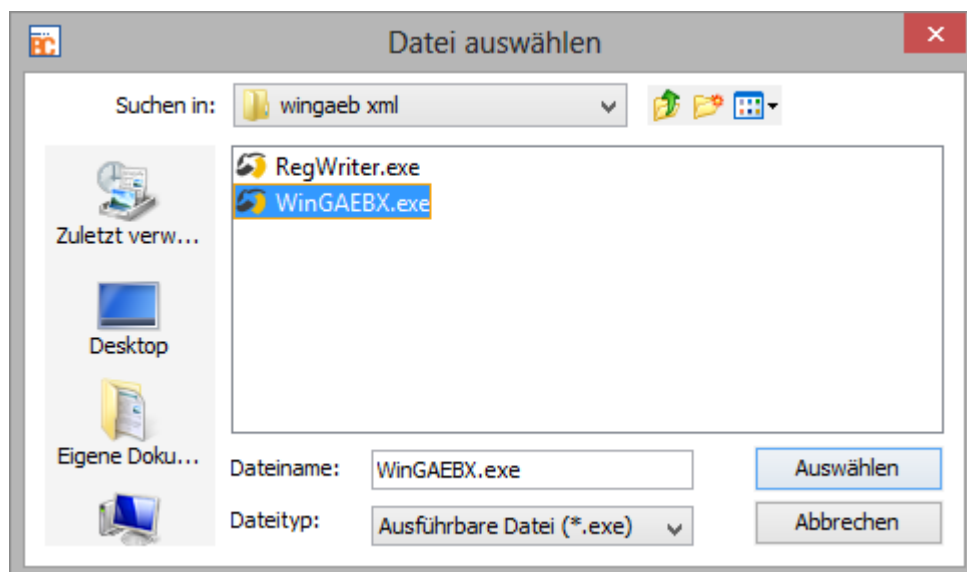 BC
Datei auswählen
Suchen in:
wingaeb xml
RegWriter.exe
WinGAEBX.exe
Zuletzt verw...
Desktop
Eigene Doku...
Dateiname:
WinGAEBX.exe
Auswählen
Dateityp:
Ausführbare Datei (*.exe)
Abbrechen